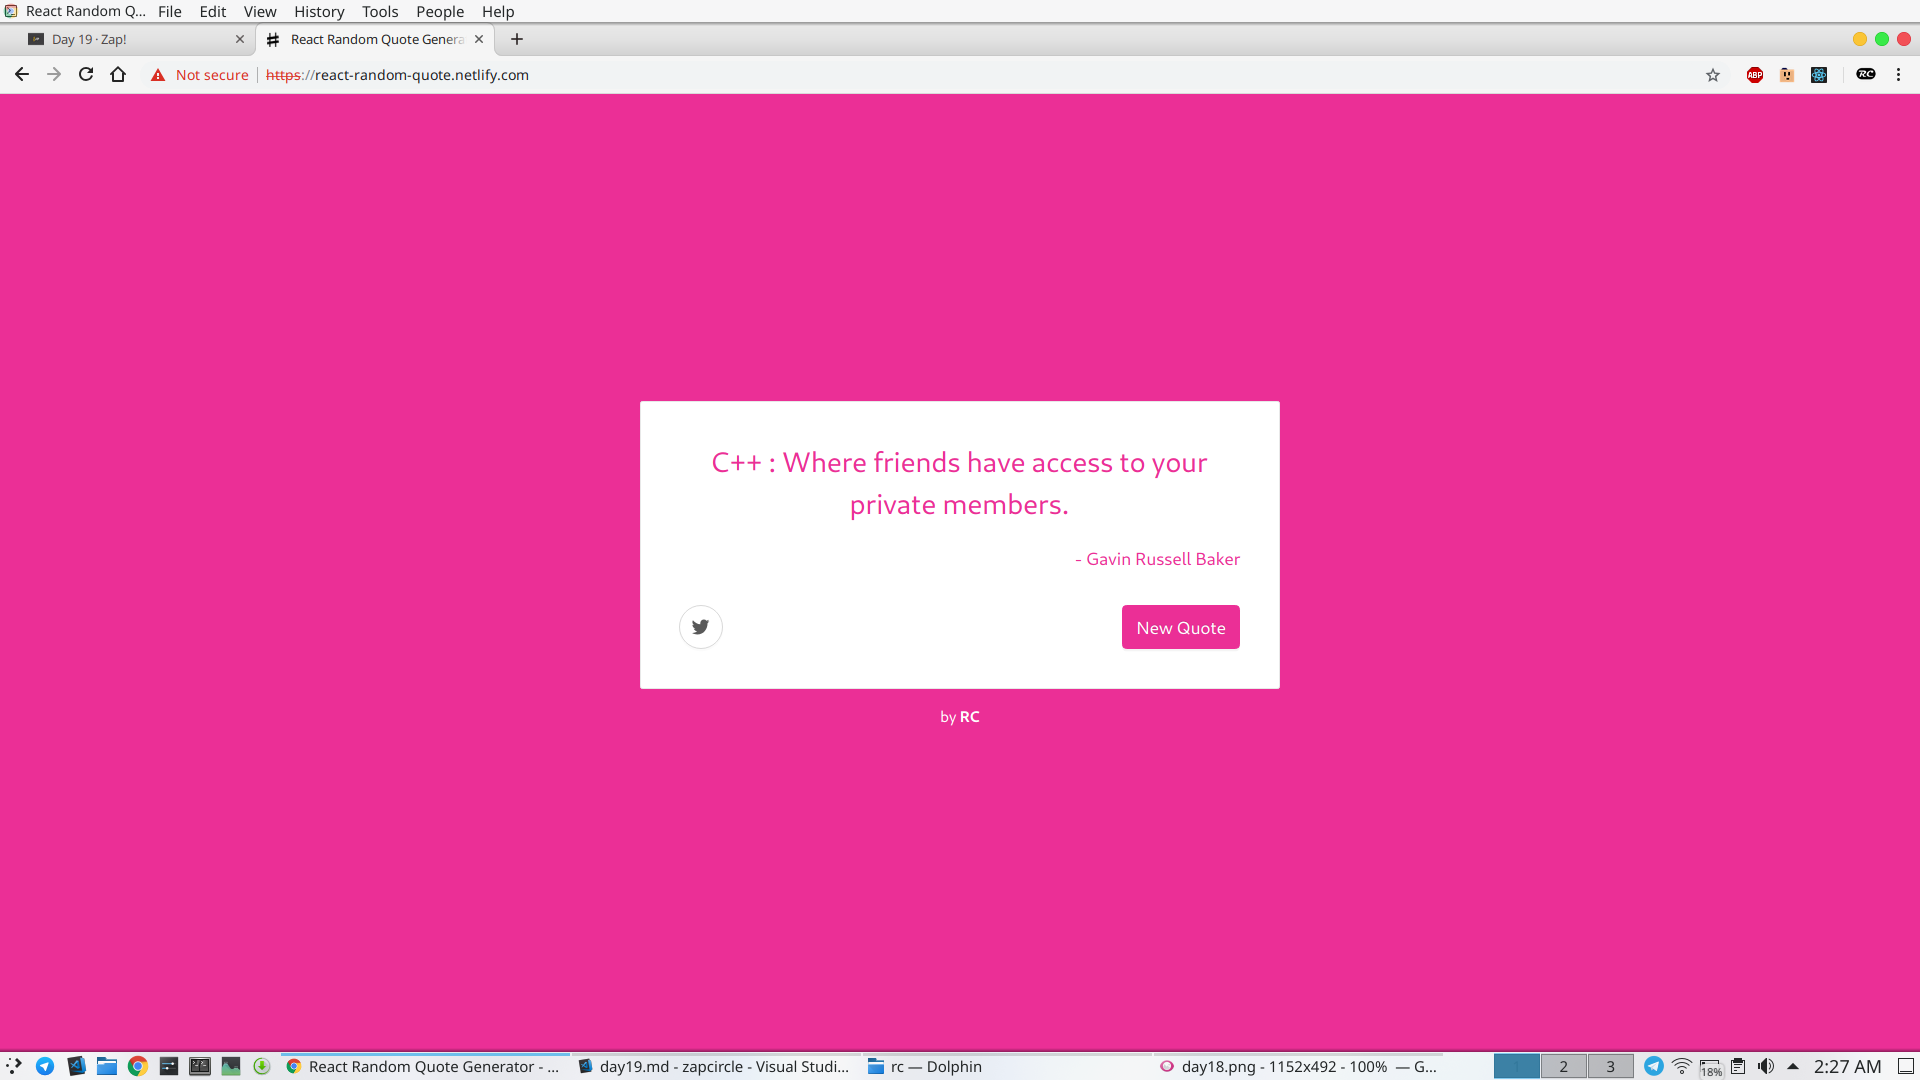 React Random Q... File Edit View History Tools People Help
Day 19 · Zap!
React Random Quote Genera
Not secure https://react-random-quote.netlify.com
ABP
RC
C++ : Where friends have access to your
private members.
- Gavin Russell Baker
New Quote
by RC
React Random Quote Generator - ...
day19.md - zapcircle - Visual Studi...
rc — Dolphin
day18.png - 1152x492 - 100% — G...
1 2 3
18%
2:27 AM